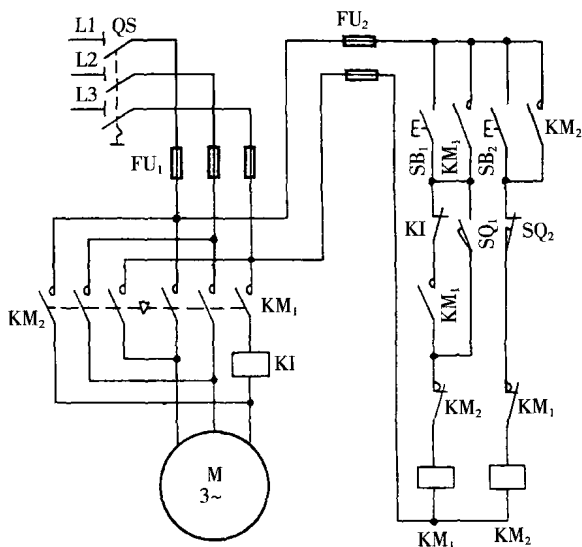 L1
QS
L2
L3
FU₁
FU₂
SB₁
KM₁
SB₂
KM₂
KI
SQ₁
SQ₂
KM₁
KM₂
KM₁
KI
KM₂
KM₁
M
3~
KM₁
KM₂